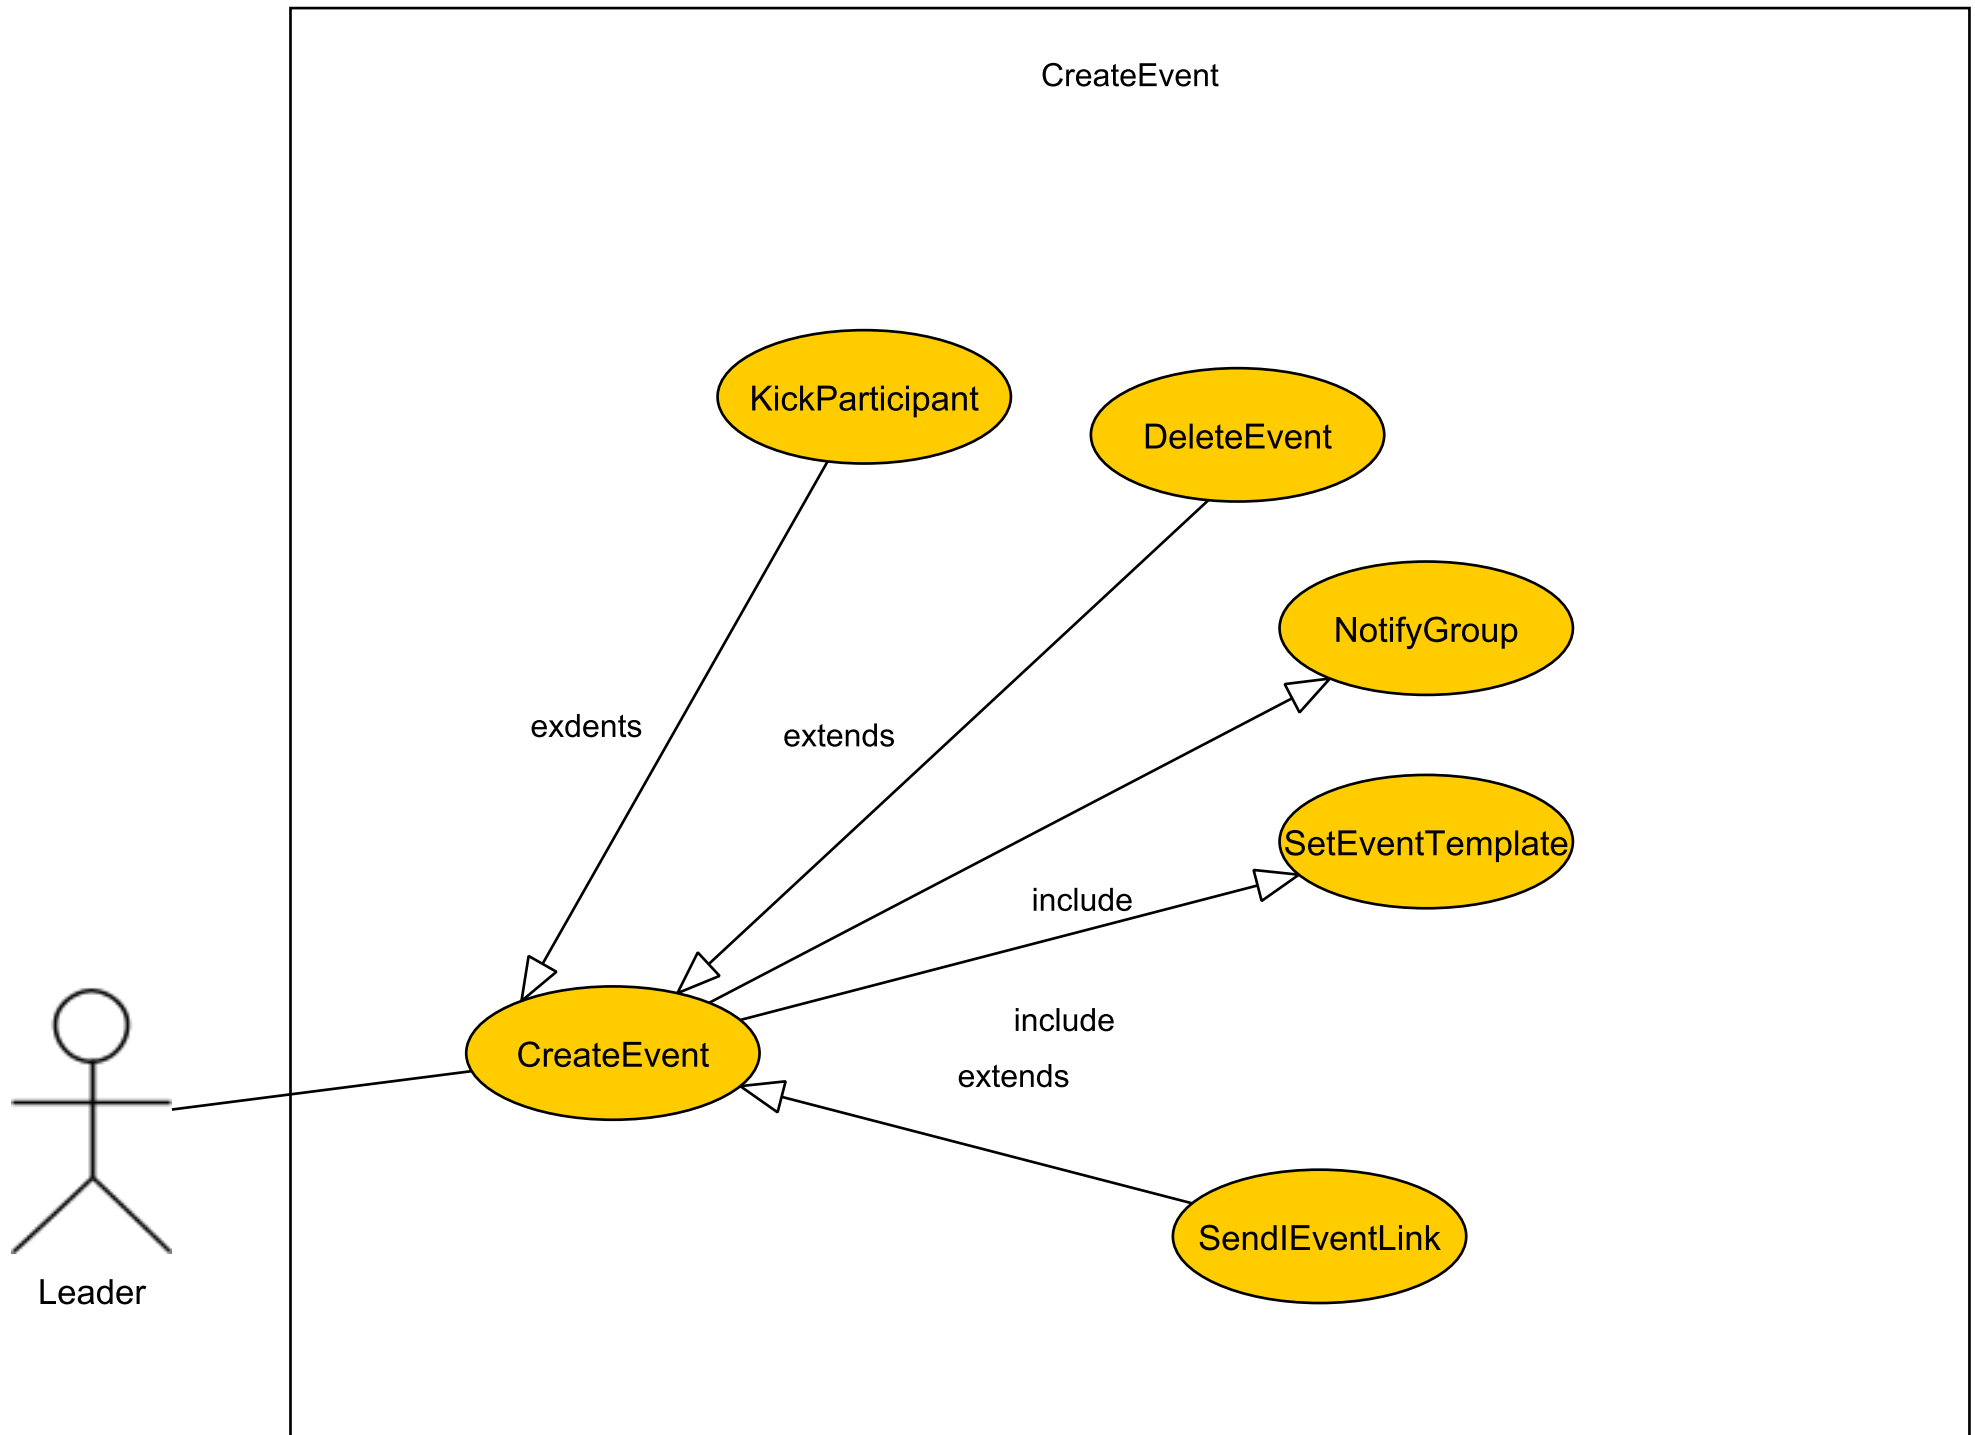 CreateEvent
KickParticipant
DeleteEvent
NotifyGroup
exdents
extends
SetEventTemplate
include
include
CreateEvent
extends
SendIEventLink
Leader